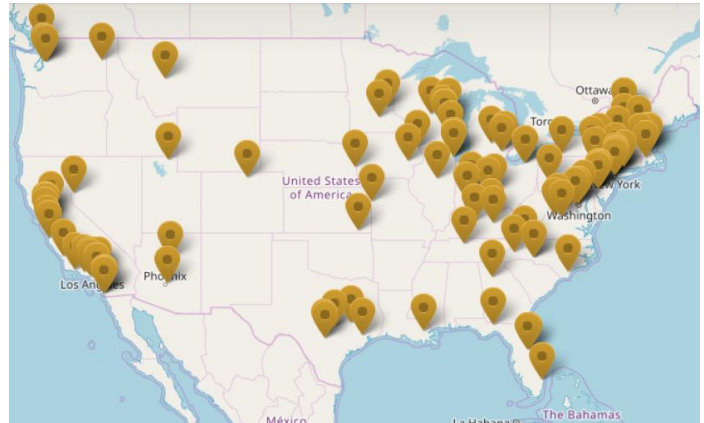 Ottawa
Toro
United States
of America
New York
Washington
Los Angeles
Phoenix
México
La Habana
The Bahamas